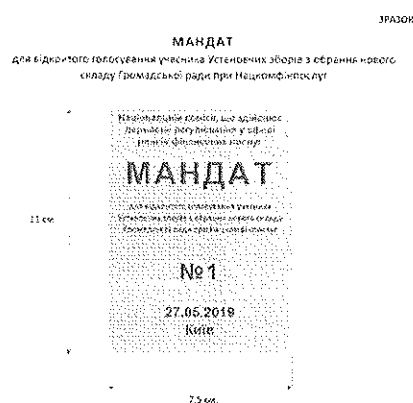 ЗРАЗОК
МАНДАТ
для відкритого голосування учасника Установчих зборів з обрання нового
складу Громадської ради при Нацкомфінпослуг
Національна комісія, що здійснює
державне регулювання у сфері
ринків фінансових послуг
МАНДАТ
для відкритого голосування учасника
Установчих зборів з обрання нового складу
Громадської ради при Нацкомфінпослуг
11 см
№ 1
27.05.2019
Київ
7.5 см.